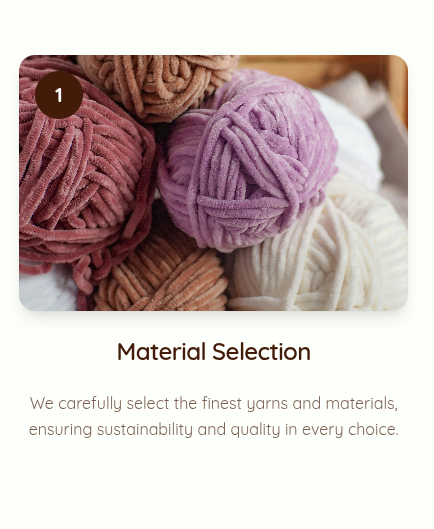 1
Material Selection
We carefully select the finest yarns and materials,
ensuring sustainability and quality in every choice.